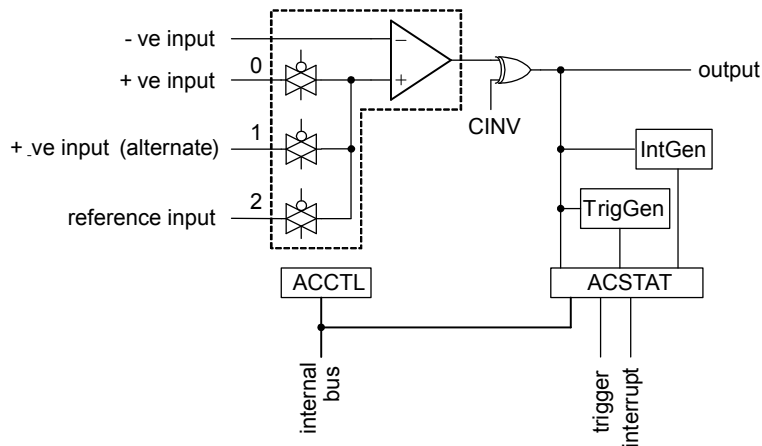 - ve input
+ ve input
0
+ -ve input (alternate)
1
reference input
2
−
+
CINV
output
IntGen
TrigGen
ACCTL
ACSTAT
internal
bus
trigger
interrupt